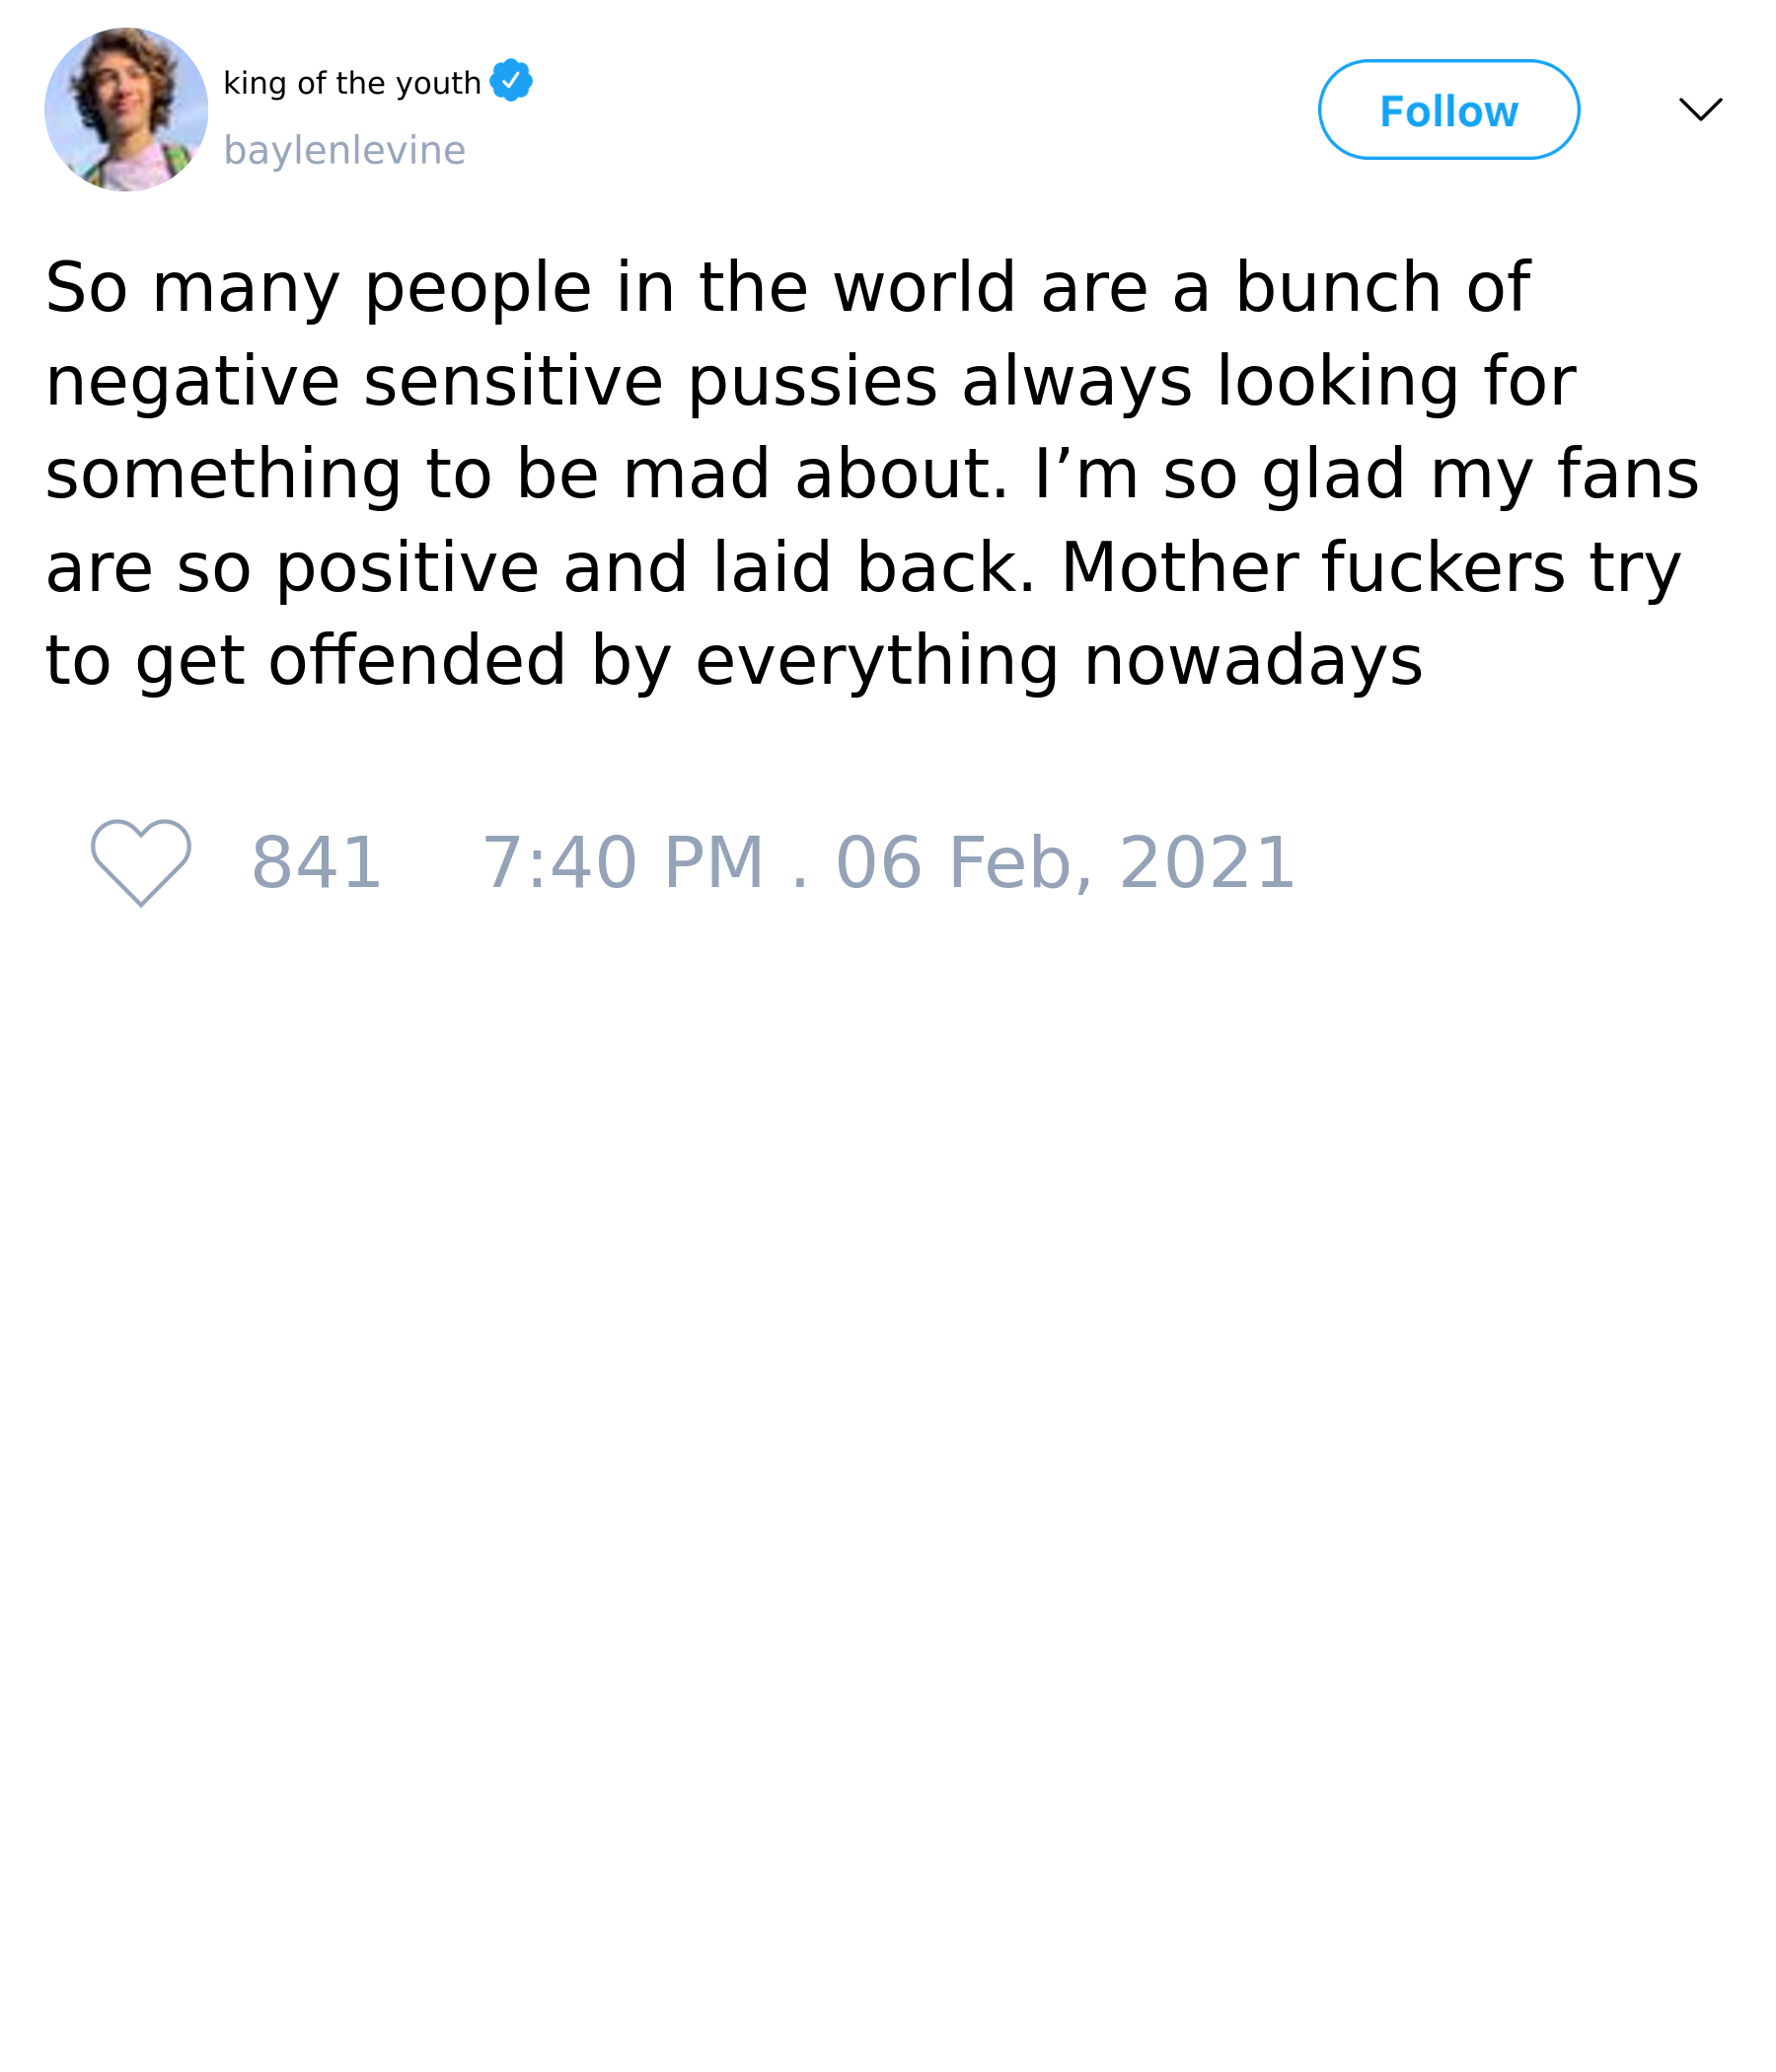 king of the youth
baylenlevine
Follow
So many people in the world are a bunch of
negative sensitive pussies always looking for
something to be mad about. I’m so glad my fans
are so positive and laid back. Mother fuckers try
to get offended by everything nowadays
841 7:40 PM . 06 Feb, 2021